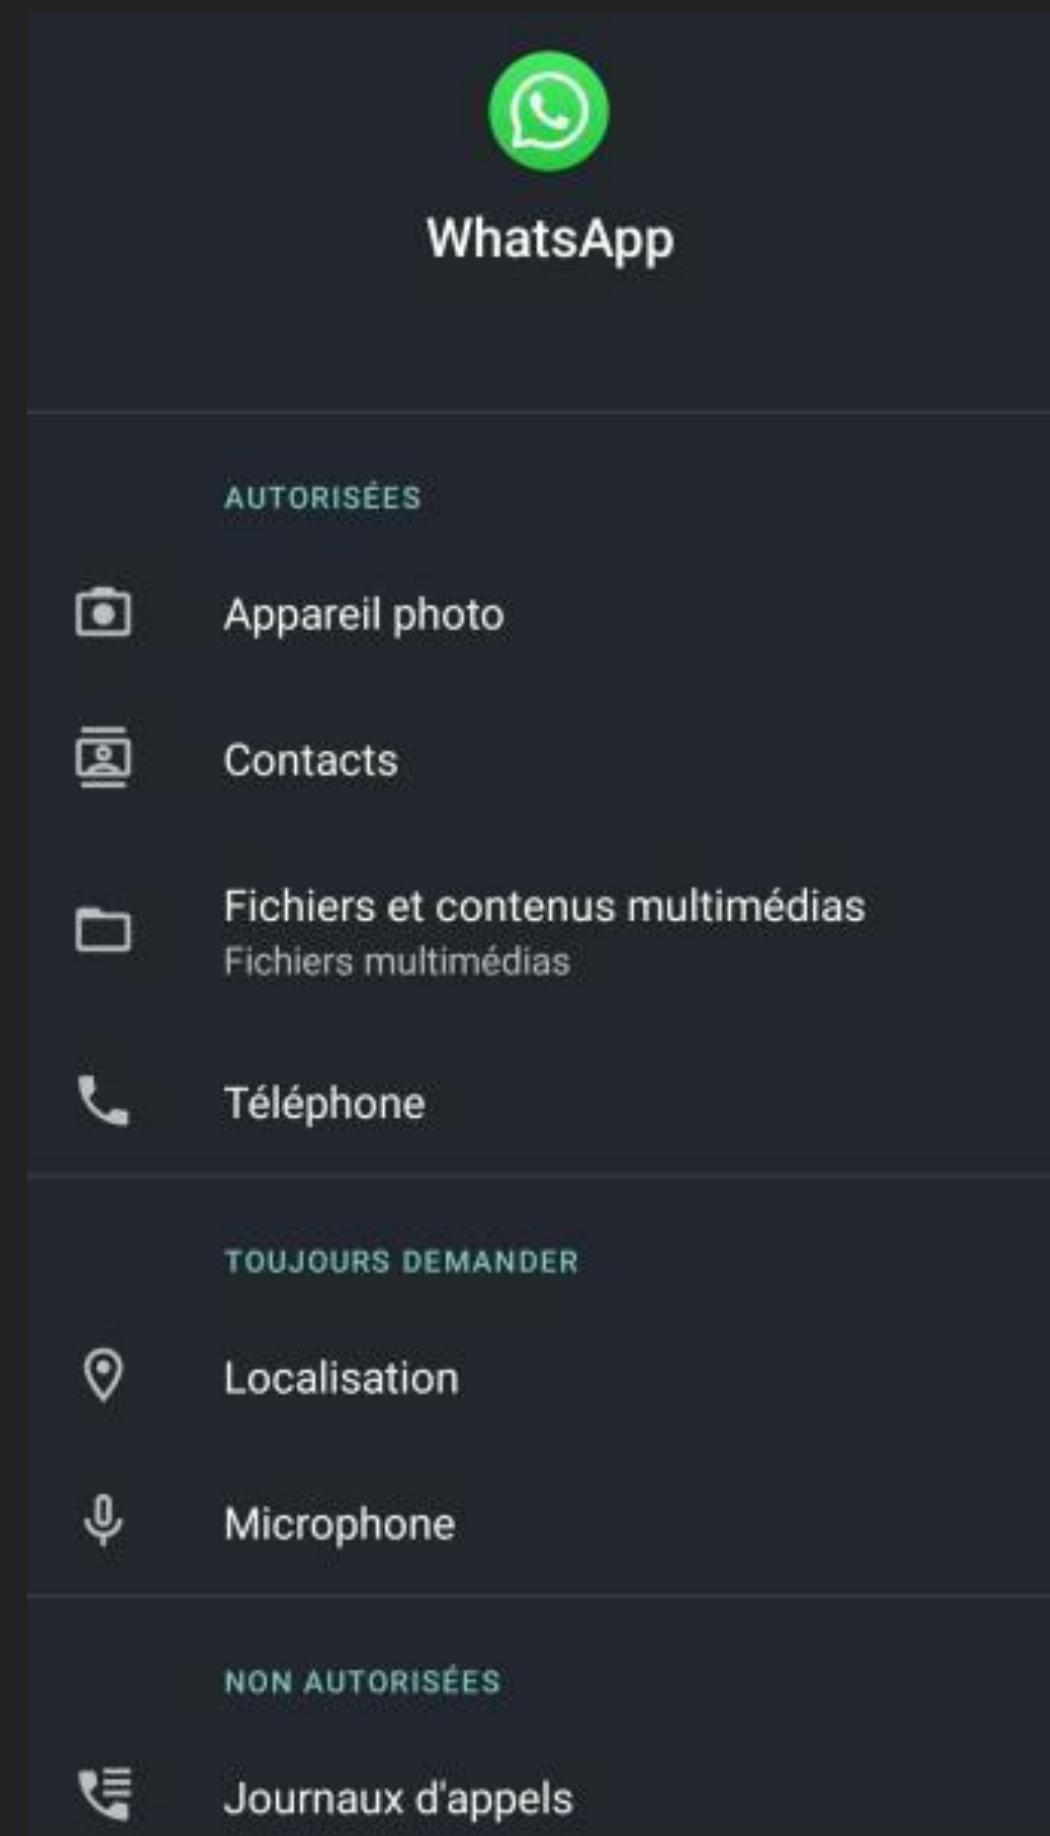 WhatsApp
AUTORISÉES
Appareil photo
Contacts
Fichiers et contenus multimédias
Fichiers multimédias
Téléphone
TOUJOURS DEMANDER
Localisation
Microphone
NON AUTORISÉES
Journaux d'appels